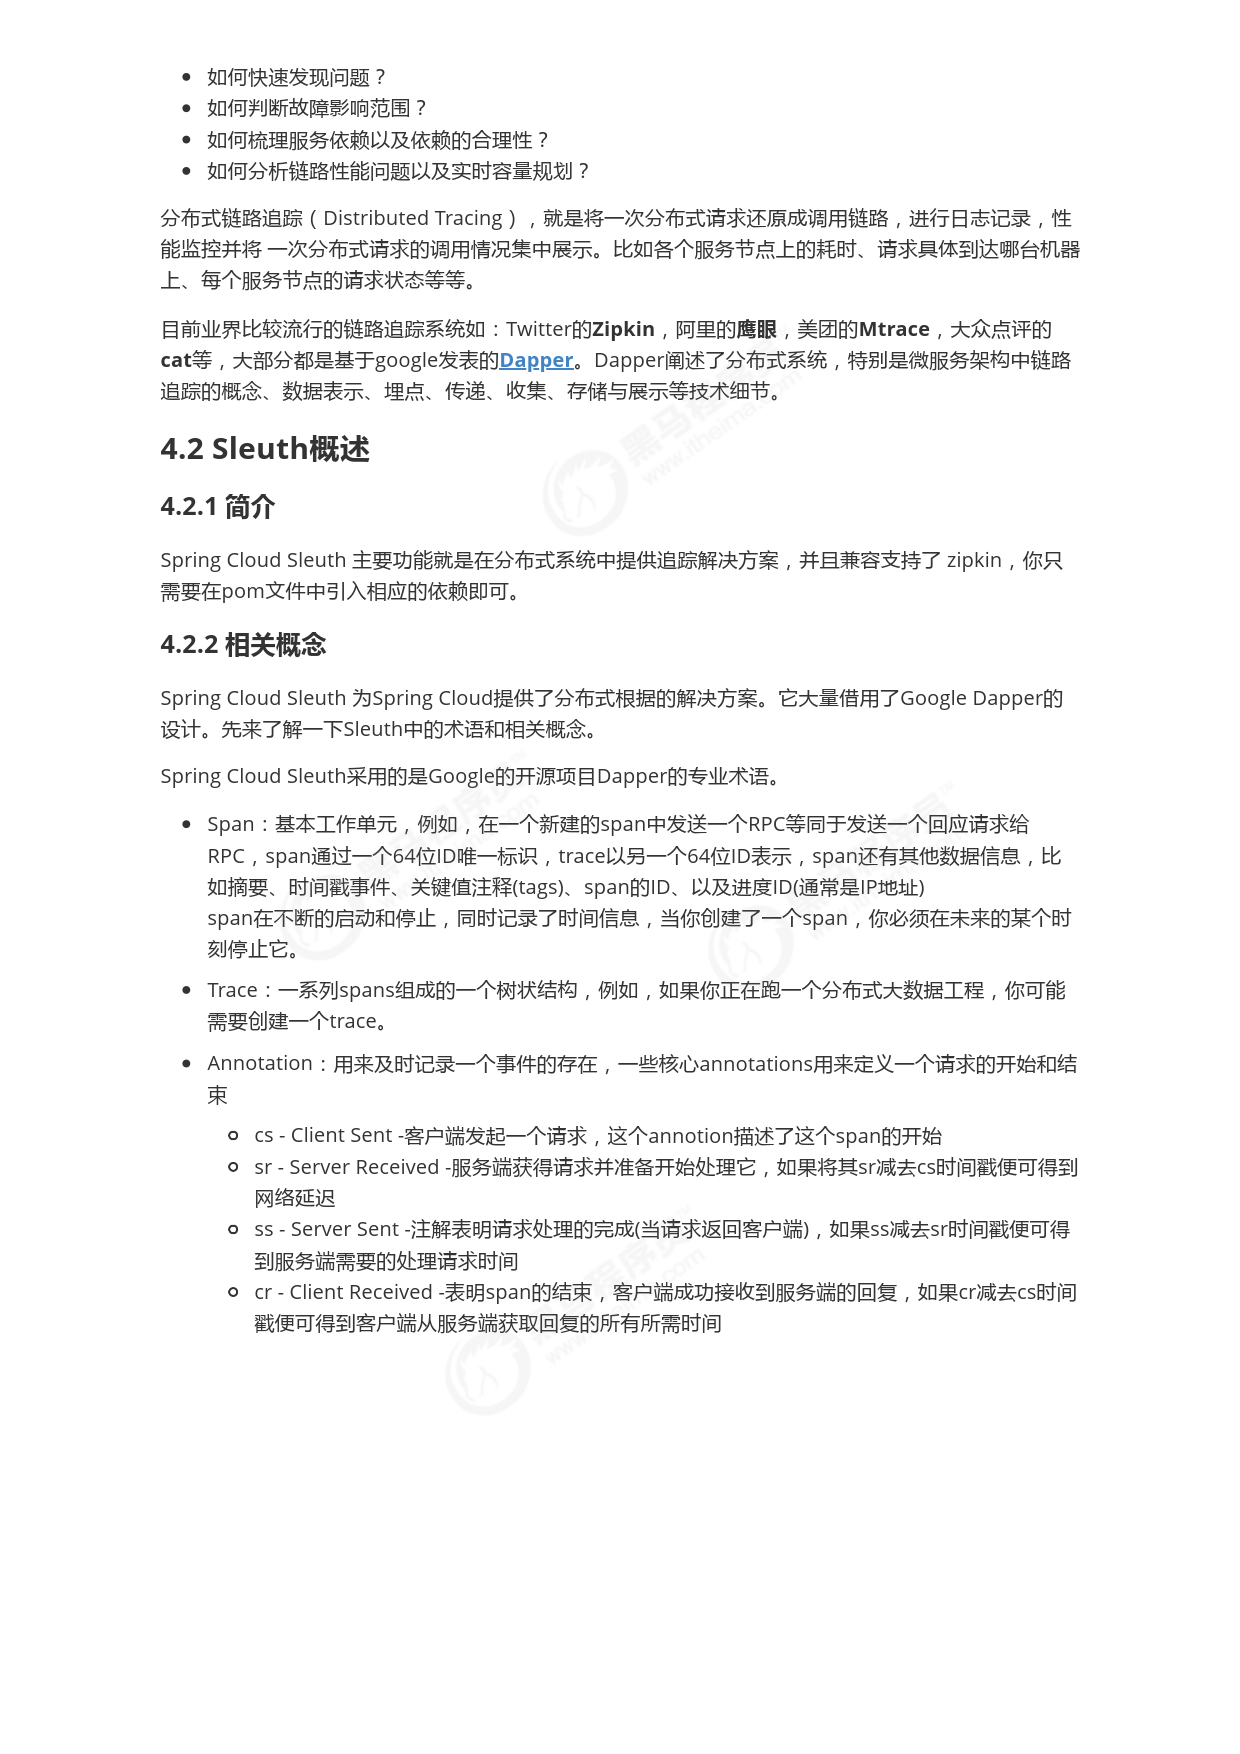 如何快速发现问题？
如何判断故障影响范围？
如何梳理服务依赖以及依赖的合理性？
如何分析链路性能问题以及实时容量规划？
分布式链路追踪（Distributed Tracing），就是将一次分布式请求还原成调用链路，进行日志记录，性
能监控并将 一次分布式请求的调用情况集中展示。比如各个服务节点上的耗时、请求具体到达哪台机器
上、每个服务节点的请求状态等等。
目前业界比较流行的链路追踪系统如：Twitter的Zipkin，阿里的鹰眼，美团的Mtrace，大众点评的
cat等，大部分都是基于google发表的Dapper。Dapper阐述了分布式系统，特别是微服务架构中链路
追踪的概念、数据表示、埋点、传递、收集、存储与展示等技术细节。
4.2 Sleuth概述
4.2.1 简介
Spring Cloud Sleuth 主要功能就是在分布式系统中提供追踪解决方案，并且兼容支持了 zipkin，你只
需要在pom文件中引入相应的依赖即可。
4.2.2 相关概念
Spring Cloud Sleuth 为Spring Cloud提供了分布式根据的解决方案。它大量借用了Google Dapper的
设计。先来了解一下Sleuth中的术语和相关概念。
Spring Cloud Sleuth采用的是Google的开源项目Dapper的专业术语。
Span：基本工作单元，例如，在一个新建的span中发送一个RPC等同于发送一个回应请求给
RPC，span通过一个64位ID唯一标识，trace以另一个64位ID表示，span还有其他数据信息，比
如摘要、时间戳事件、关键值注释(tags)、span的ID、以及进度ID(通常是IP地址)
span在不断的启动和停止，同时记录了时间信息，当你创建了一个span，你必须在未来的某个时
刻停止它。
Trace：一系列spans组成的一个树状结构，例如，如果你正在跑一个分布式大数据工程，你可能
需要创建一个trace。
Annotation：用来及时记录一个事件的存在，一些核心annotations用来定义一个请求的开始和结
束
cs - Client Sent -客户端发起一个请求，这个annotion描述了这个span的开始
sr - Server Received -服务端获得请求并准备开始处理它，如果将其sr减去cs时间戳便可得到
网络延迟
ss - Server Sent -注解表明请求处理的完成(当请求返回客户端)，如果ss减去sr时间戳便可得
到服务端需要的处理请求时间
cr - Client Received -表明span的结束，客户端成功接收到服务端的回复，如果cr减去cs时间
戳便可得到客户端从服务端获取回复的所有所需时间